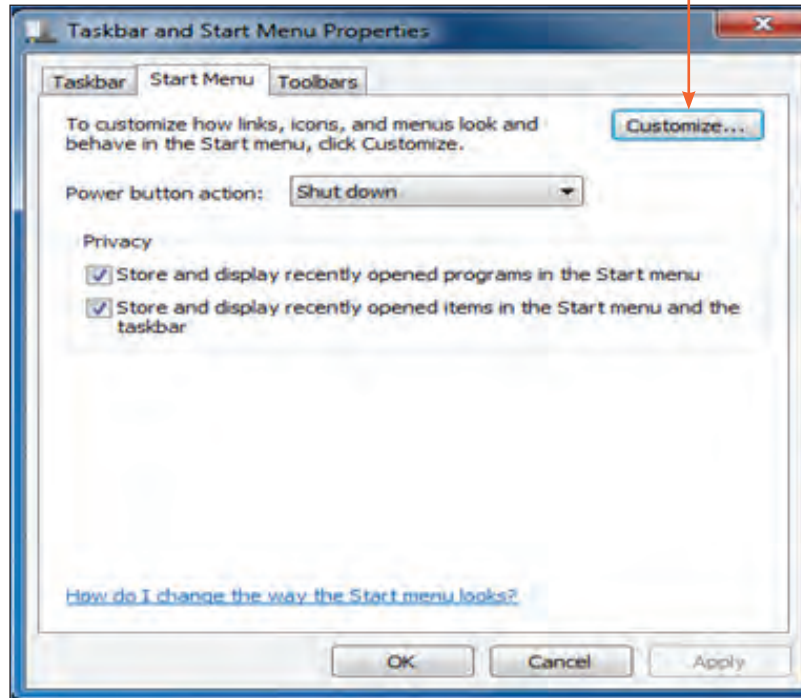 Taskbar and Start Menu Properties
Taskbar Start Menu Toolbars
To customize how links, icons, and menus look and
behave in the Start menu, click Customize.
Customize...
Power button action: Shut down
Privacy
Store and display recently opened programs in the Start menu
Store and display recently opened items in the Start menu and the
taskbar
How do I change the way the Start menu looks?
OK Cancel Apply